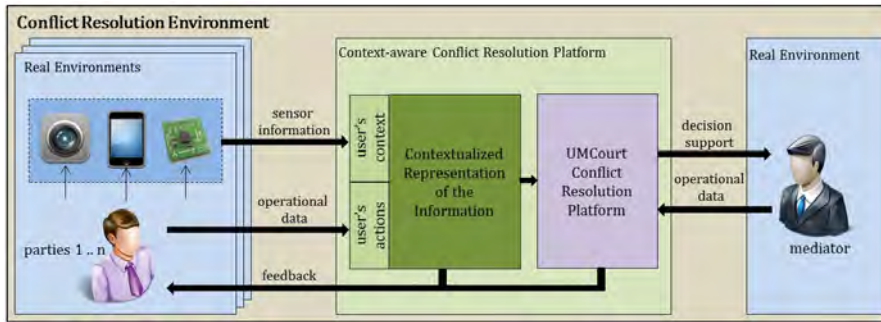 Conflict Resolution Environment
Real Environments
parties 1 .. n
sensor
information
operational
data
feedback
Context-aware Conflict Resolution Platform
user's
context
user's
actions
Contextualized
Representation
of the
Information
UMCourt
Conflict
Resolution
Platform
decision
support
operational
data
Real Environment
mediator